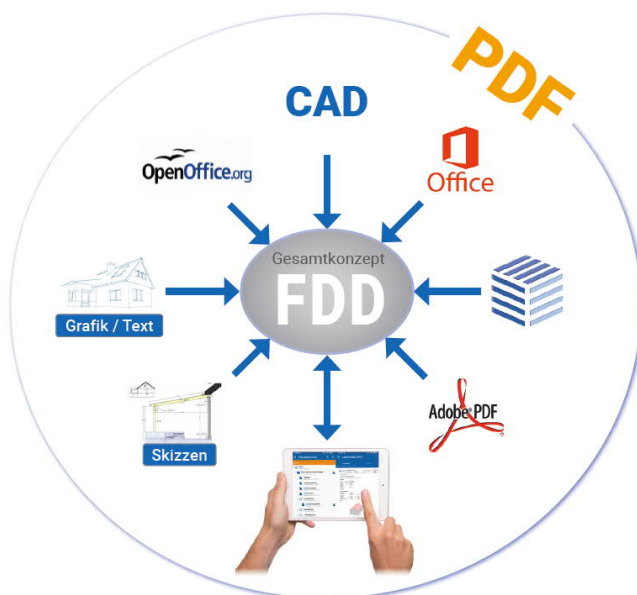 PDF
CAD
OpenOffice.org
Office
Gesamtkonzept
FDD
Grafik / Text
Skizzen
Adobe PDF